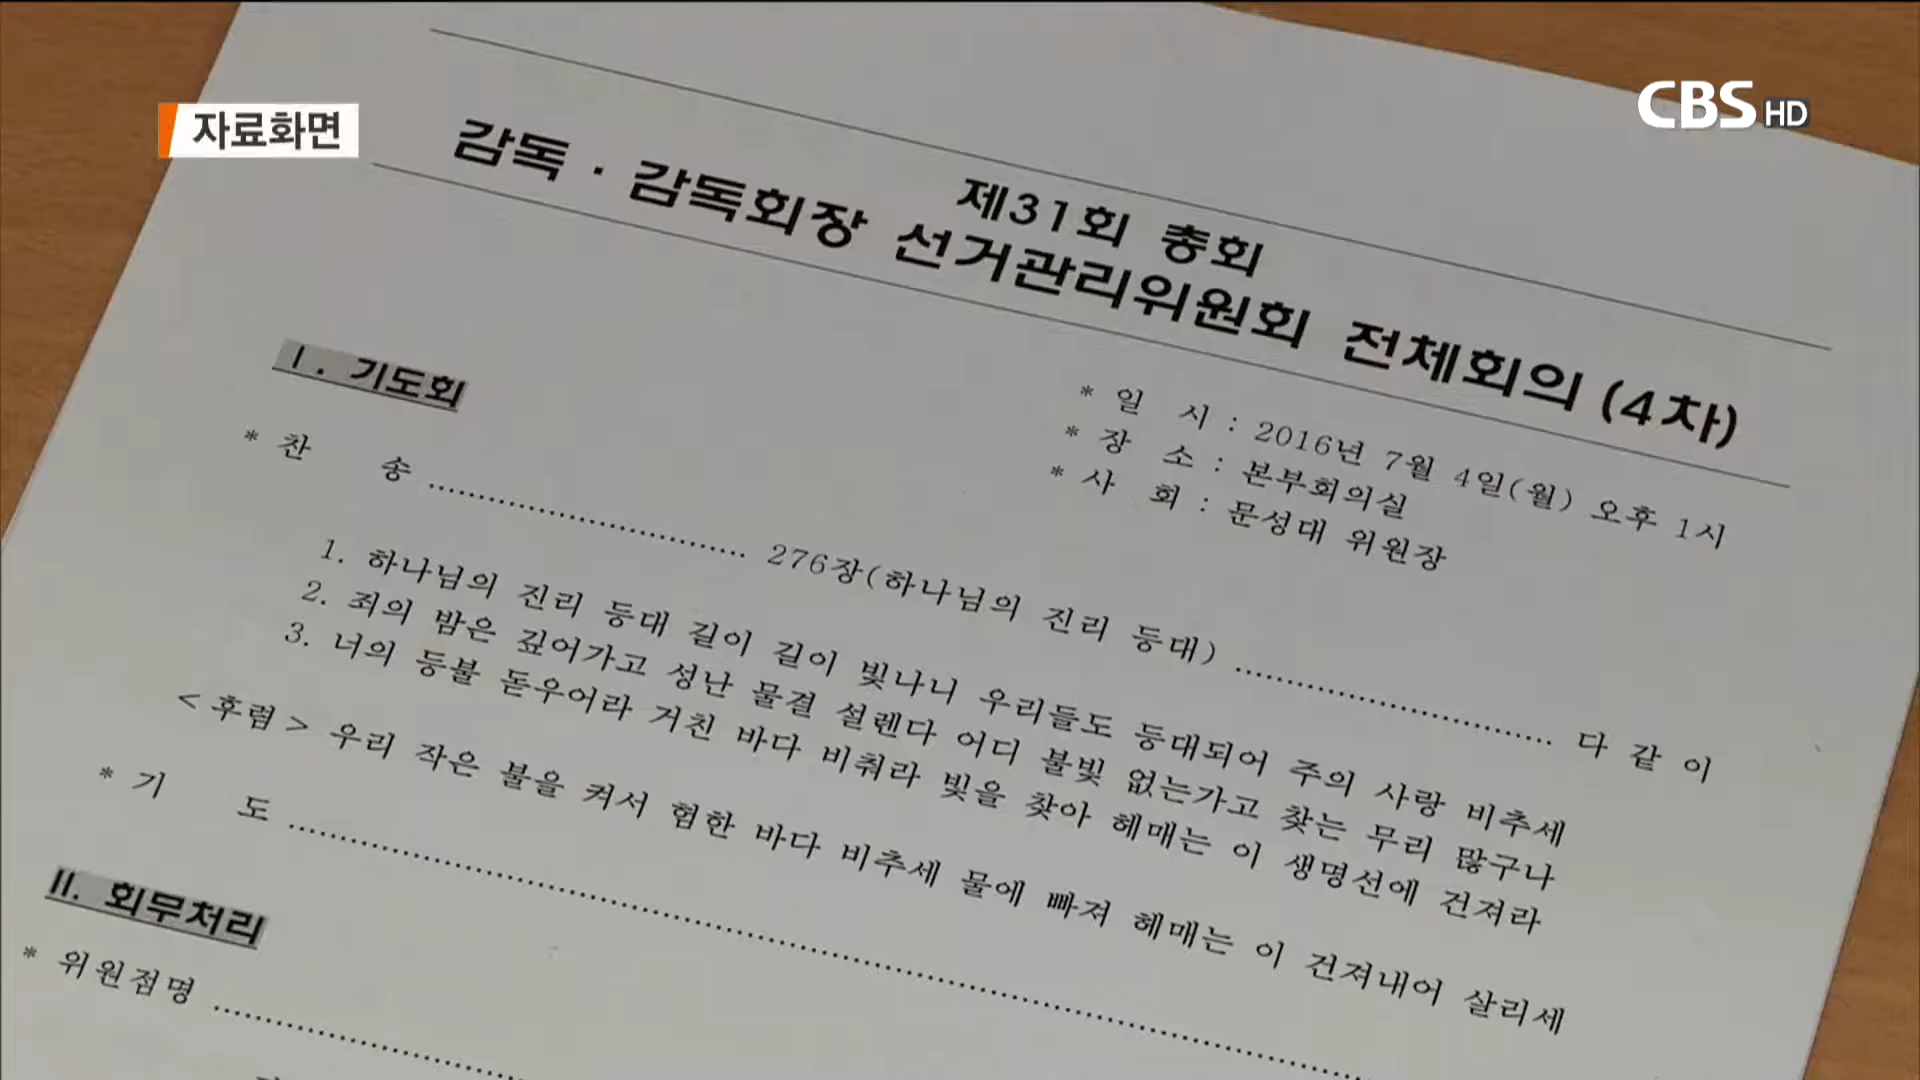 자료화면
CBS HD
제31회 총회
감독·감독회장 선거관리위원회 전체회의 (4차)
* 일 시 : 2016년 7월 4일(월) 오후 1시
* 장 소 : 본부회의실
* 사 회 : 문성대 위원장
Ⅰ. 기도회
* 찬 송 ........................ 276장(하나님의 진리 등대) ........................ 다 같 이
1. 하나님의 진리 등대 길이 길이 빛나니 우리들도 등대되어 주의 사랑 비추세
2. 죄의 밤은 깊어가고 성난 물결 설렌다 어디 불빛 없는가고 찾는 무리 많구나
3. 너의 등불 돋우어라 거친 바다 비춰라 빛을 찾아 헤매는 이 생명선에 건져라
<후렴> 우리 작은 불을 켜서 험한 바다 비추세 물에 빠져 헤매는 이 건져내어 살리세
* 기 도 ........................
II. 회무처리
* 위원점명 ........................